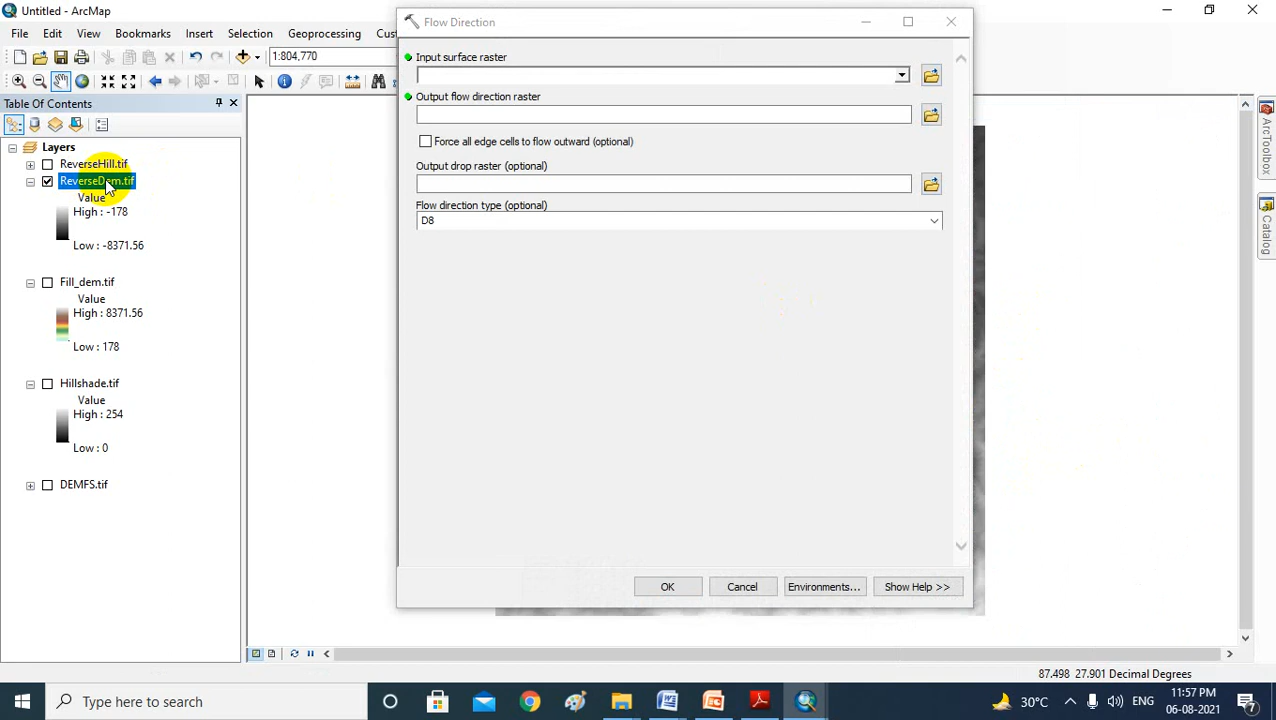 Untitled - ArcMap
File Edit View Bookmarks Insert Selection Geoprocessing
1:804,770
Table Of Contents
Layers
ReverseHill.tif
ReverseDem.tif
Value
High : -178
Low : -8371.56
Fill_dem.tif
Value
High : 8371.56
Low : 178
Hillshade.tif
Value
High : 254
Low : 0
DEMFS.tif
Flow Direction
Input surface raster
Output flow direction raster
Force all edge cells to flow outward (optional)
Output drop raster (optional)
Flow direction type (optional)
D8
OK Cancel Environments... Show Help >>
ArcToolbox
Catalog
87.498 27.901 Decimal Degrees
Type here to search
30°C
ENG
11:57 PM
06-08-2021
7